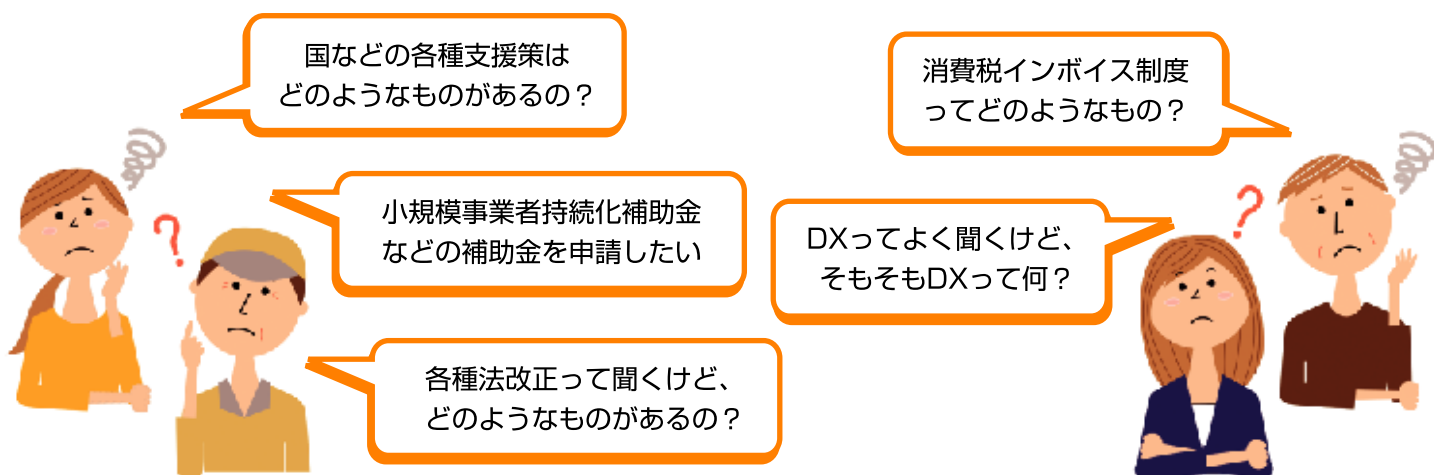 国などの各種支援策は
どのようなものがあるの？
小規模事業者持続化補助金
などの補助金を申請したい
各種法改正って聞くけど、
どのようなものがあるの？
消費税インボイス制度
ってどのようなもの？
DXってよく聞くけど、
そもそもDXって何？